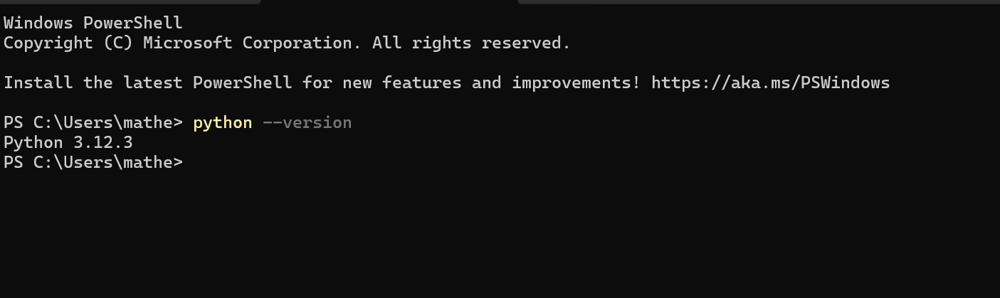 Windows PowerShell
Copyright (C) Microsoft Corporation. All rights reserved.
Install the latest PowerShell for new features and improvements! https://aka.ms/PSWindows
PS C:\Users\mathe> python --version
Python 3.12.3
PS C:\Users\mathe>